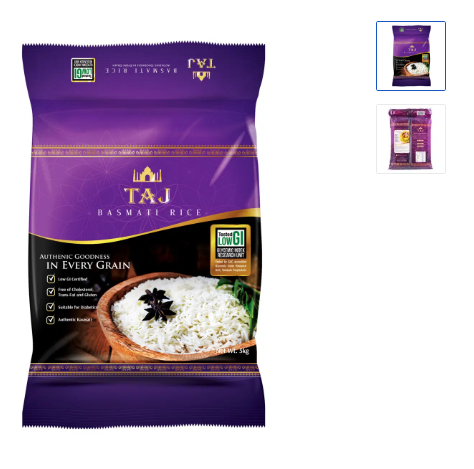 TAJ
BASMATI RICE
TAJ
BASMATI RICE
AUTHENIC GOODNESS
IN EVERY GRAIN
Low GI Certified
Free of Cholesterol,
Trans-Fat and Gluten
Suitable for Diabetics
Authentic Basmati
Tested
LOW GI
GLYCEMIC INDEX
RESEARCH UNIT
NET WT. 5kg